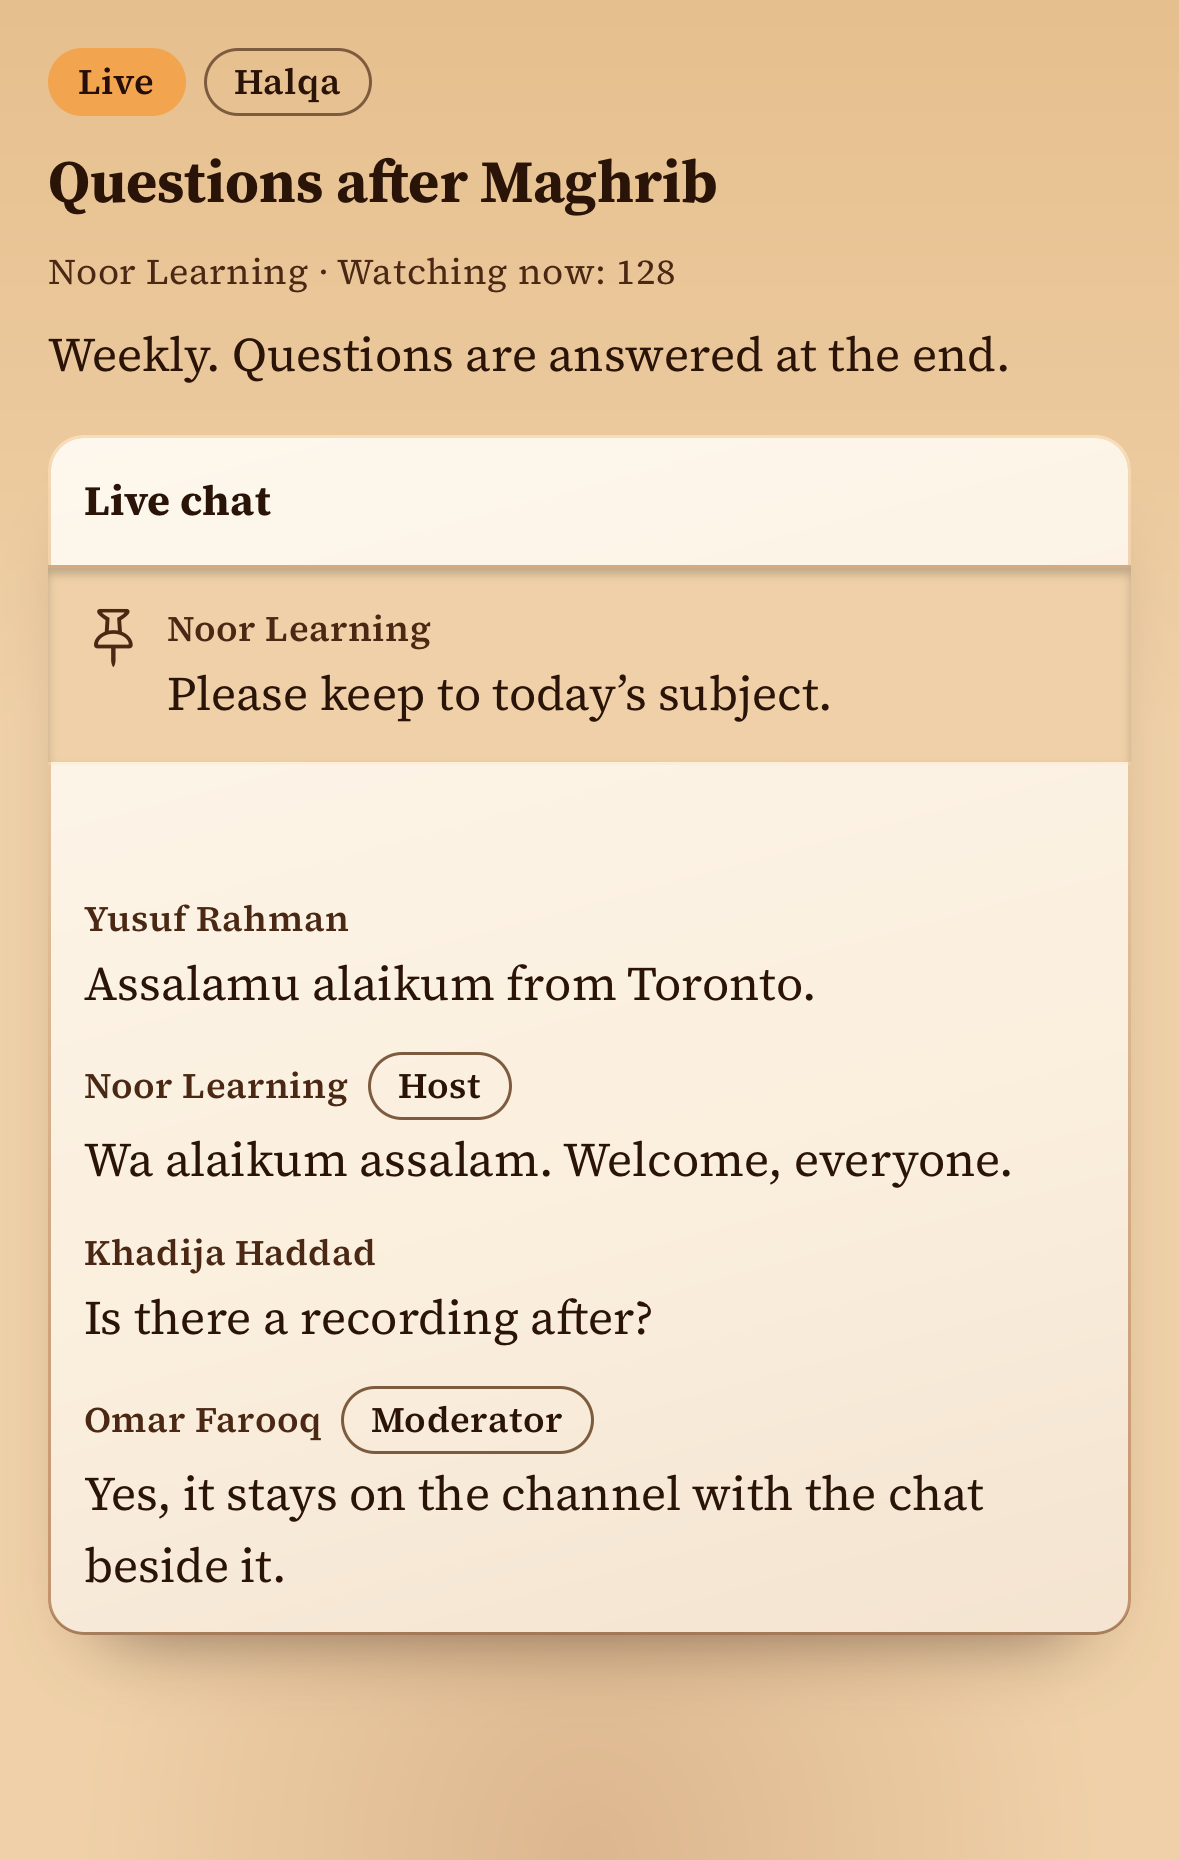 Live
Halqa
Questions after Maghrib
Noor Learning · Watching now: 128
Weekly. Questions are answered at the end.
Live chat
Noor Learning
Please keep to today’s subject.
Yusuf Rahman
Assalamu alaikum from Toronto.
Noor Learning Host
Wa alaikum assalam. Welcome, everyone.
Khadija Haddad
Is there a recording after?
Omar Farooq Moderator
Yes, it stays on the channel with the chat
beside it.